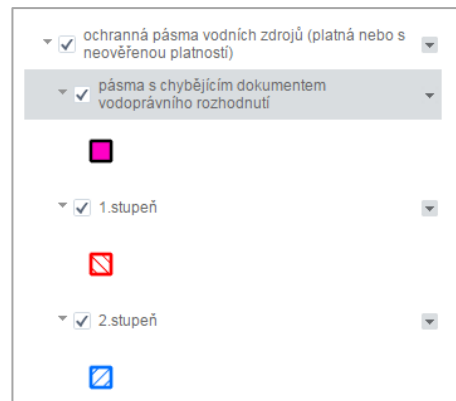 ochranná pásma vodních zdrojů (platná nebo s
neověřenou platností)
pásma s chybějícím dokumentem
vodoprávního rozhodnutí
1.stupeň
2.stupeň